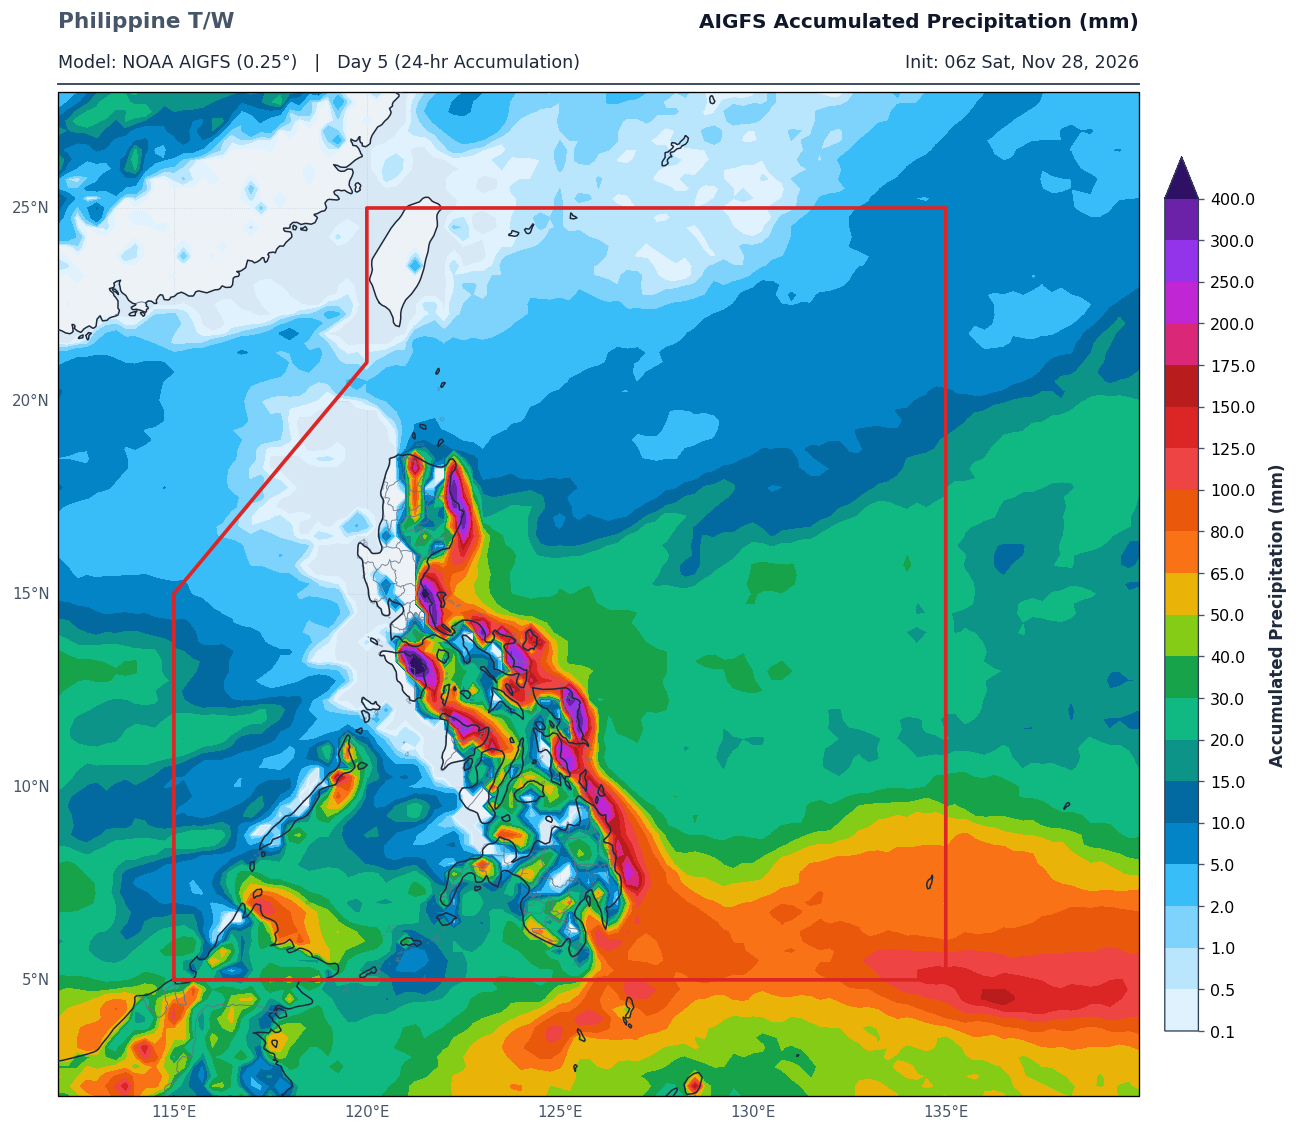 Philippine T/W
AIGFS Accumulated Precipitation (mm)
Model: NOAA AIGFS (0.25°)   |   Day 5 (24-hr Accumulation)
Init: 06z Sat, Nov 28, 2026
25°N
20°N
15°N
10°N
5°N
115°E
120°E
125°E
130°E
135°E
400.0
300.0
250.0
200.0
175.0
150.0
125.0
100.0
80.0
65.0
50.0
40.0
30.0
20.0
15.0
10.0
5.0
2.0
1.0
0.5
0.1
Accumulated Precipitation (mm)